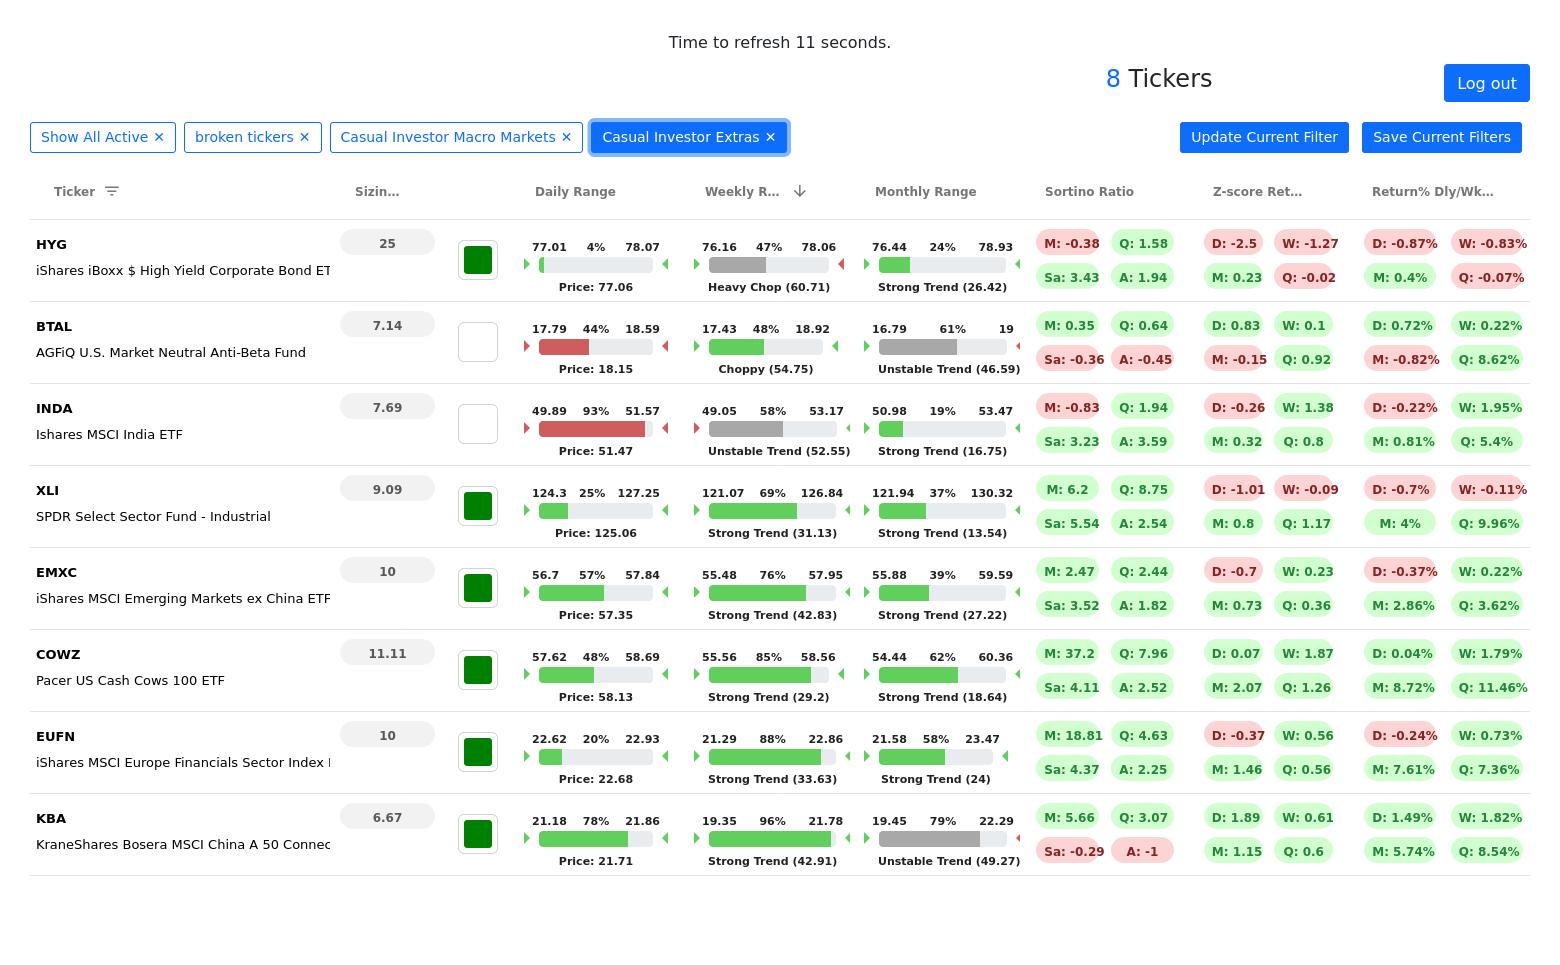 Time to refresh 11 seconds.
8 Tickers
Log out
Show All Active ✕ broken tickers ✕ Casual Investor Macro Markets ✕ Casual Investor Extras ✕ Update Current Filter Save Current Filters
Ticker Sizin... Daily Range Weekly R... Monthly Range Sortino Ratio Z-score Ret... Return% Dly/Wk...
HYG 25 77.01 4% 78.07 76.16 47% 78.06 76.44 24% 78.93 M: -0.38 Q: 1.58 D: -2.5 W: -1.27 D: -0.87% W: -0.83%
iShares iBoxx $ High Yield Corporate Bond ET Sa: 3.43 A: 1.94 M: 0.23 Q: -0.02 M: 0.4% Q: -0.07%
Price: 77.06 Heavy Chop (60.71) Strong Trend (26.42)
BTAL 7.14 17.79 44% 18.59 17.43 48% 18.92 16.79 61% 19 M: 0.35 Q: 0.64 D: 0.83 W: 0.1 D: 0.72% W: 0.22%
AGFiQ U.S. Market Neutral Anti-Beta Fund Sa: -0.36 A: -0.45 M: -0.15 Q: 0.92 M: -0.82% Q: 8.62%
Price: 18.15 Choppy (54.75) Unstable Trend (46.59)
INDA 7.69 49.89 93% 51.57 49.05 58% 53.17 50.98 19% 53.47 M: -0.83 Q: 1.94 D: -0.26 W: 1.38 D: -0.22% W: 1.95%
Ishares MSCI India ETF Sa: 3.23 A: 3.59 M: 0.32 Q: 0.8 M: 0.81% Q: 5.4%
Price: 51.47 Unstable Trend (52.55) Strong Trend (16.75)
XLI 9.09 124.3 25% 127.25 121.07 69% 126.84 121.94 37% 130.32 M: 6.2 Q: 8.75 D: -1.01 W: -0.09 D: -0.7% W: -0.11%
SPDR Select Sector Fund - Industrial Sa: 5.54 A: 2.54 M: 0.8 Q: 1.17 M: 4% Q: 9.96%
Price: 125.06 Strong Trend (31.13) Strong Trend (13.54)
EMXC 10 56.7 57% 57.84 55.48 76% 57.95 55.88 39% 59.59 M: 2.47 Q: 2.44 D: -0.7 W: 0.23 D: -0.37% W: 0.22%
iShares MSCI Emerging Markets ex China ETF Sa: 3.52 A: 1.82 M: 0.73 Q: 0.36 M: 2.86% Q: 3.62%
Price: 57.35 Strong Trend (42.83) Strong Trend (27.22)
COWZ 11.11 57.62 48% 58.69 55.56 85% 58.56 54.44 62% 60.36 M: 37.2 Q: 7.96 D: 0.07 W: 1.87 D: 0.04% W: 1.79%
Pacer US Cash Cows 100 ETF Sa: 4.11 A: 2.52 M: 2.07 Q: 1.26 M: 8.72% Q: 11.46%
Price: 58.13 Strong Trend (29.2) Strong Trend (18.64)
EUFN 10 22.62 20% 22.93 21.29 88% 22.86 21.58 58% 23.47 M: 18.81 Q: 4.63 D: -0.37 W: 0.56 D: -0.24% W: 0.73%
iShares MSCI Europe Financials Sector Index Sa: 4.37 A: 2.25 M: 1.46 Q: 0.56 M: 7.61% Q: 7.36%
Price: 22.68 Strong Trend (33.63) Strong Trend (24)
KBA 6.67 21.18 78% 21.86 19.35 96% 21.78 19.45 79% 22.29 M: 5.66 Q: 3.07 D: 1.89 W: 0.61 D: 1.49% W: 1.82%
KraneShares Bosera MSCI China A 50 Connec Sa: -0.29 A: -1 M: 1.15 Q: 0.6 M: 5.74% Q: 8.54%
Price: 21.71 Strong Trend (42.91) Unstable Trend (49.27)